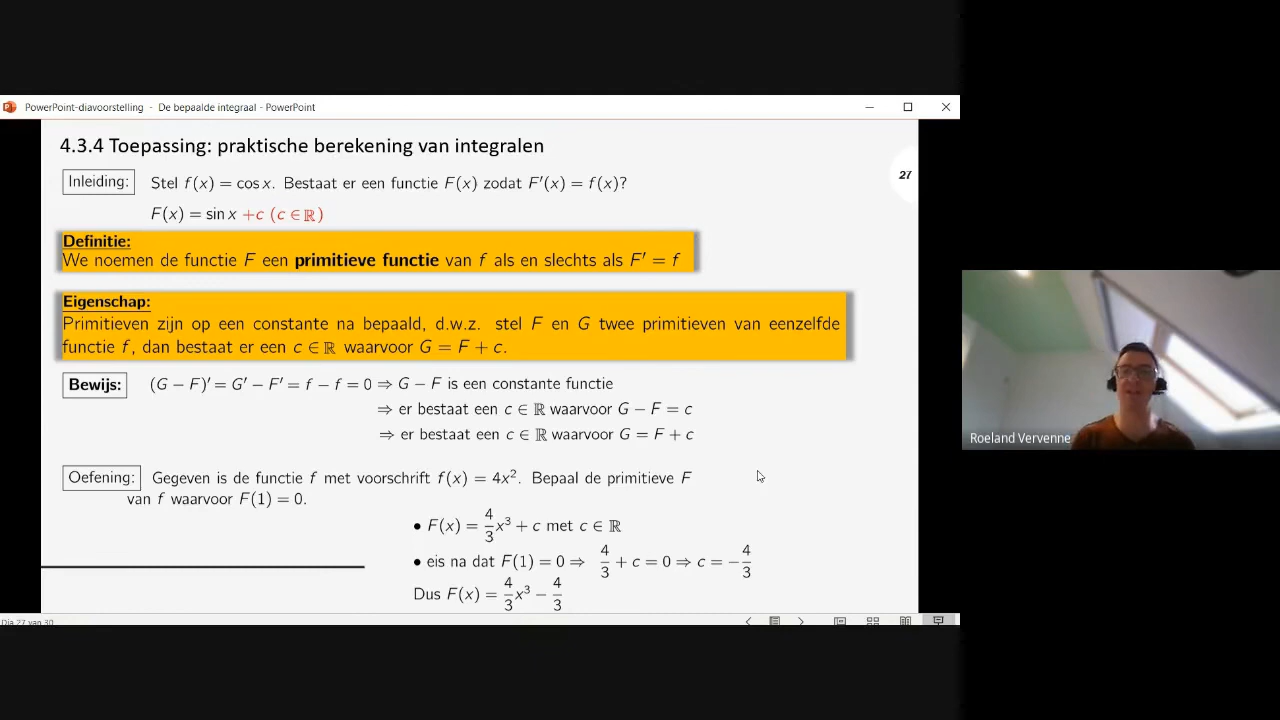 PowerPoint-diavoorstelling - De bepaalde integraal - PowerPoint
4.3.4 Toepassing: praktische berekening van integralen
27
Inleiding: Stel f(x) = cos x. Bestaat er een functie F(x) zodat F′(x) = f(x)?
F(x) = sin x +c (c ∈ ℝ)
Definitie:
We noemen de functie F een primitieve functie van f als en slechts als F′ = f
Eigenschap:
Primitieven zijn op een constante na bepaald, d.w.z. stel F en G twee primitieven van eenzelfde
functie f, dan bestaat er een c ∈ ℝ waarvoor G = F + c.
Bewijs: (G − F)′ = G′ − F′ = f − f = 0 ⇒ G − F is een constante functie
⇒ er bestaat een c ∈ ℝ waarvoor G − F = c
⇒ er bestaat een c ∈ ℝ waarvoor G = F + c
Roeland Vervenne
Oefening: Gegeven is de functie f met voorschrift f(x) = 4x². Bepaal de primitieve F
van f waarvoor F(1) = 0.
• F(x) = 4/3 x³ + c met c ∈ ℝ
• eis na dat F(1) = 0 ⇒ 4/3 + c = 0 ⇒ c = −4/3
Dus F(x) = 4/3 x³ − 4/3
Dia 27 van 30